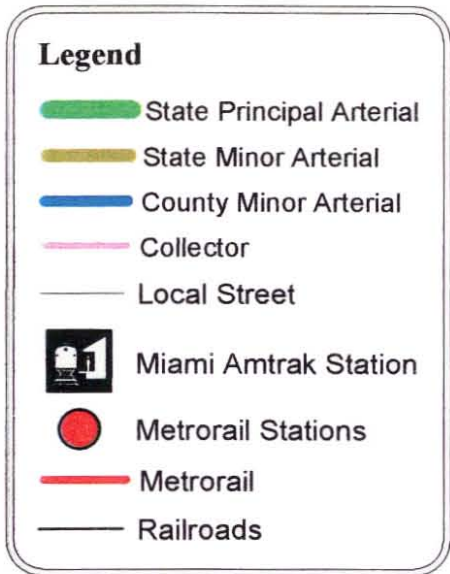 Legend
State Principal Arterial
State Minor Arterial
County Minor Arterial
Collector
Local Street
Miami Amtrak Station
Metrorail Stations
Metrorail
Railroads